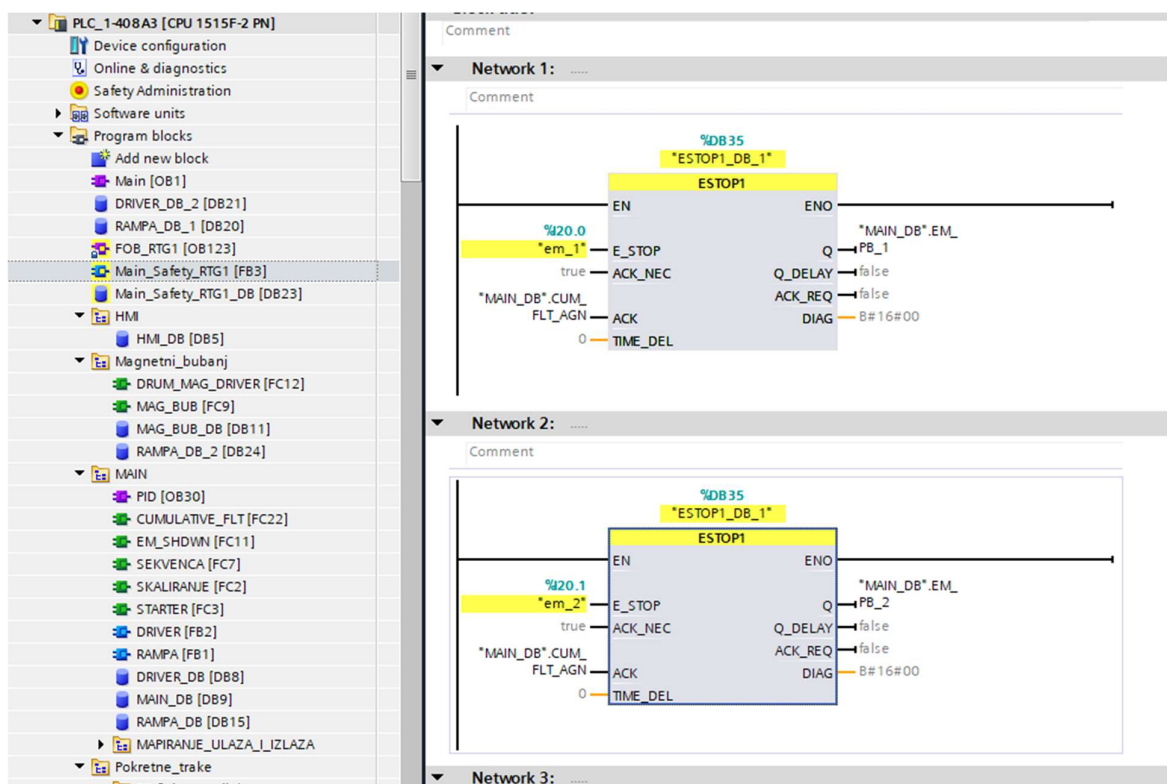 PLC_1-408A3 [CPU 1515F-2 PN]
Device configuration
Online & diagnostics
Safety Administration
Software units
Program blocks
Add new block
Main [OB1]
DRIVER_DB_2 [DB21]
RAMPA_DB_1 [DB20]
FOB_RTG1 [OB123]
Main_Safety_RTG1 [FB3]
Main_Safety_RTG1_DB [DB23]
HMI
HMI_DB [DB5]
Magnetni_bubanj
DRUM_MAG_DRIVER [FC12]
MAG_BUB [FC9]
MAG_BUB_DB [DB11]
RAMPA_DB_2 [DB24]
MAIN
PID [OB30]
CUMULATIVE_FLT [FC22]
EM_SHDWN [FC11]
SEKVENCA [FC7]
SKALIRANJE [FC2]
STARTER [FC3]
DRIVER [FB2]
RAMPA [FB1]
DRIVER_DB [DB8]
MAIN_DB [DB9]
RAMPA_DB [DB15]
MAPIRANJE_ULAZA_I_IZLAZA
Pokretne_trake
Comment
Network 1: .....
Comment
%DB35
"ESTOP1_DB_1"
ESTOP1
EN ENO
%I20.0 "MAIN_DB".EM_
"em_1" E_STOP Q PB_1
true ACK_NEC Q_DELAY false
"MAIN_DB".CUM_ ACK_REQ false
FLT_AGN ACK DIAG B#16#00
0 TIME_DEL
Network 2: .....
Comment
%DB35
"ESTOP1_DB_1"
ESTOP1
EN ENO
%I20.1 "MAIN_DB".EM_
"em_2" E_STOP Q PB_2
true ACK_NEC Q_DELAY false
"MAIN_DB".CUM_ ACK_REQ false
FLT_AGN ACK DIAG B#16#00
0 TIME_DEL
Network 3: .....